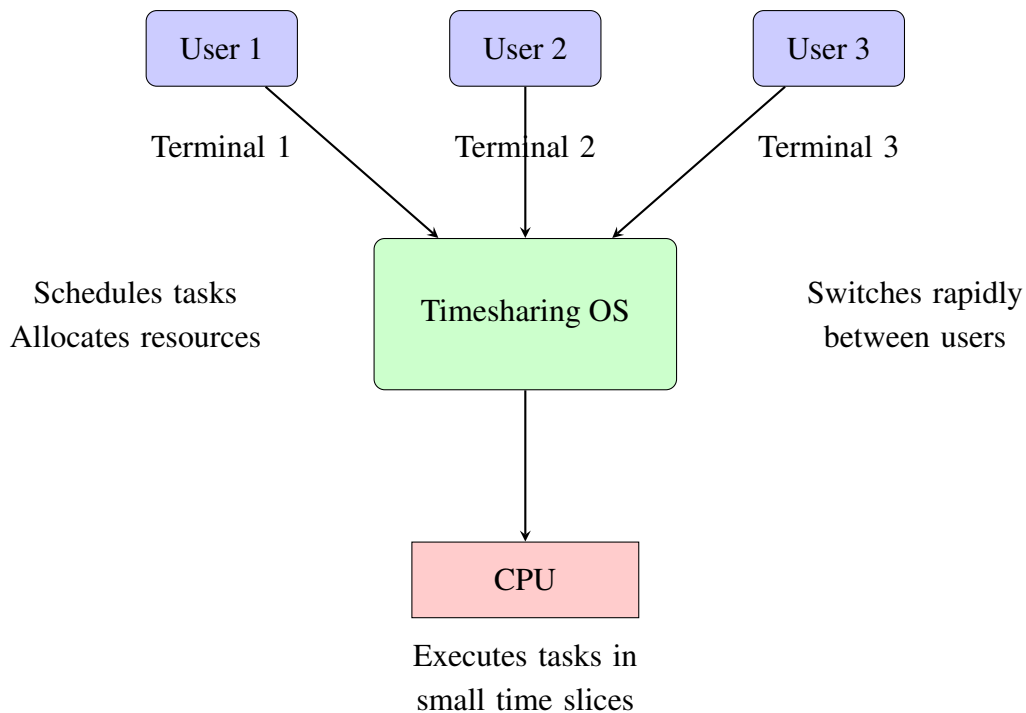 User 1
User 2
User 3
Terminal 1
Terminal 2
Terminal 3
Schedules tasks
Allocates resources
Timesharing OS
Switches rapidly
between users
CPU
Executes tasks in
small time slices